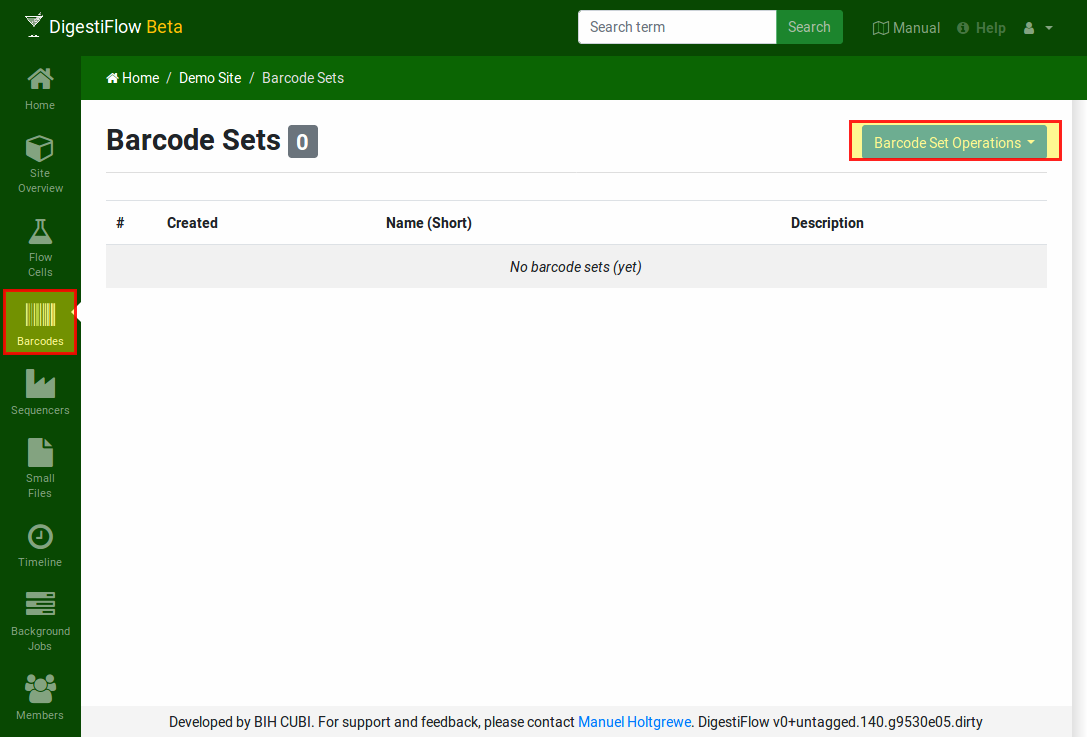 DigestiFlow Beta
Search term
Search
Manual
Help
Home / Demo Site / Barcode Sets
Home
Site
Overview
Flow
Cells
Barcodes
Sequencers
Small
Files
Timeline
Background
Jobs
Members
Barcode Sets 0
Barcode Set Operations
# Created Name (Short) Description
No barcode sets (yet)
Developed by BIH CUBI. For support and feedback, please contact Manuel Holtgrewe. DigestiFlow v0+untagged.140.g9530e05.dirty